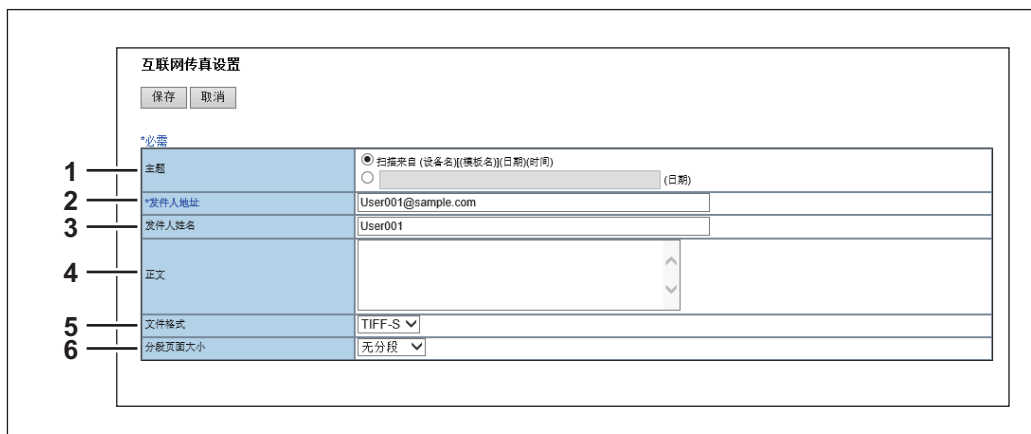 互联网传真设置
保存 取消
*必需
1 主题 扫描来自 (设备名)[(模板名)](日期)(时间)
(日期)
2 *发件人地址 User001@sample.com
3 发件人姓名 User001
4 正文
5 文件格式 TIFF-S
6 分段页面大小 无分段